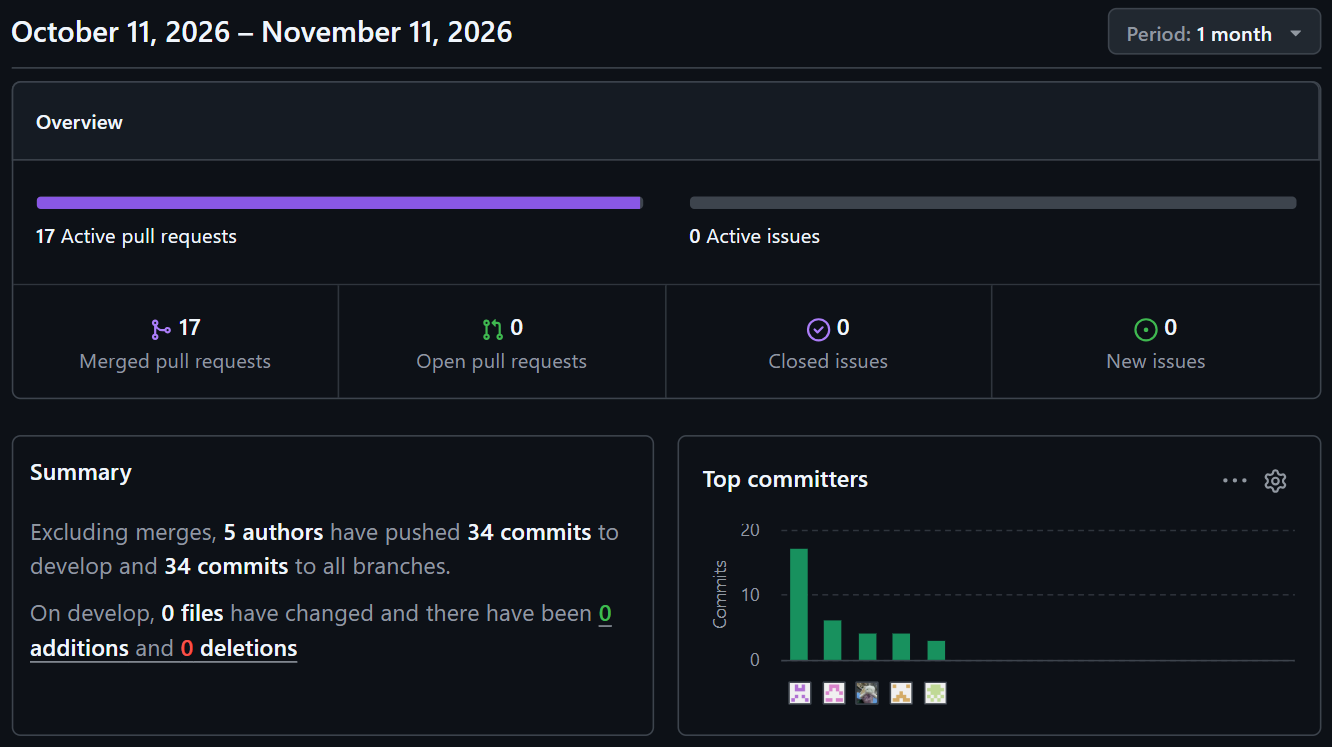 October 11, 2026 – November 11, 2026
Period: 1 month
Overview
17 Active pull requests
0 Active issues
17
Merged pull requests
0
Open pull requests
0
Closed issues
0
New issues
Summary
Excluding merges, 5 authors have pushed 34 commits to
develop and 34 commits to all branches.
On develop, 0 files have changed and there have been 0
additions and 0 deletions
Top committers
Commits
20
10
0